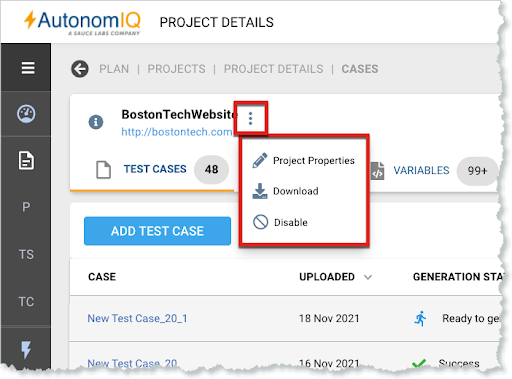 AutonomIQ
A SAUCE LABS COMPANY
PROJECT DETAILS
PLAN | PROJECTS | PROJECT DETAILS | CASES
BostonTechWebsite
http://bostontech.com
Project Properties
Download
Disable
TEST CASES 48
VARIABLES 99+
P
TS
TC
ADD TEST CASE
CASE UPLOADED GENERATION STA
New Test Case_20_1 18 Nov 2021 Ready to ge
New Test Case_20 16 Nov 2021 Success